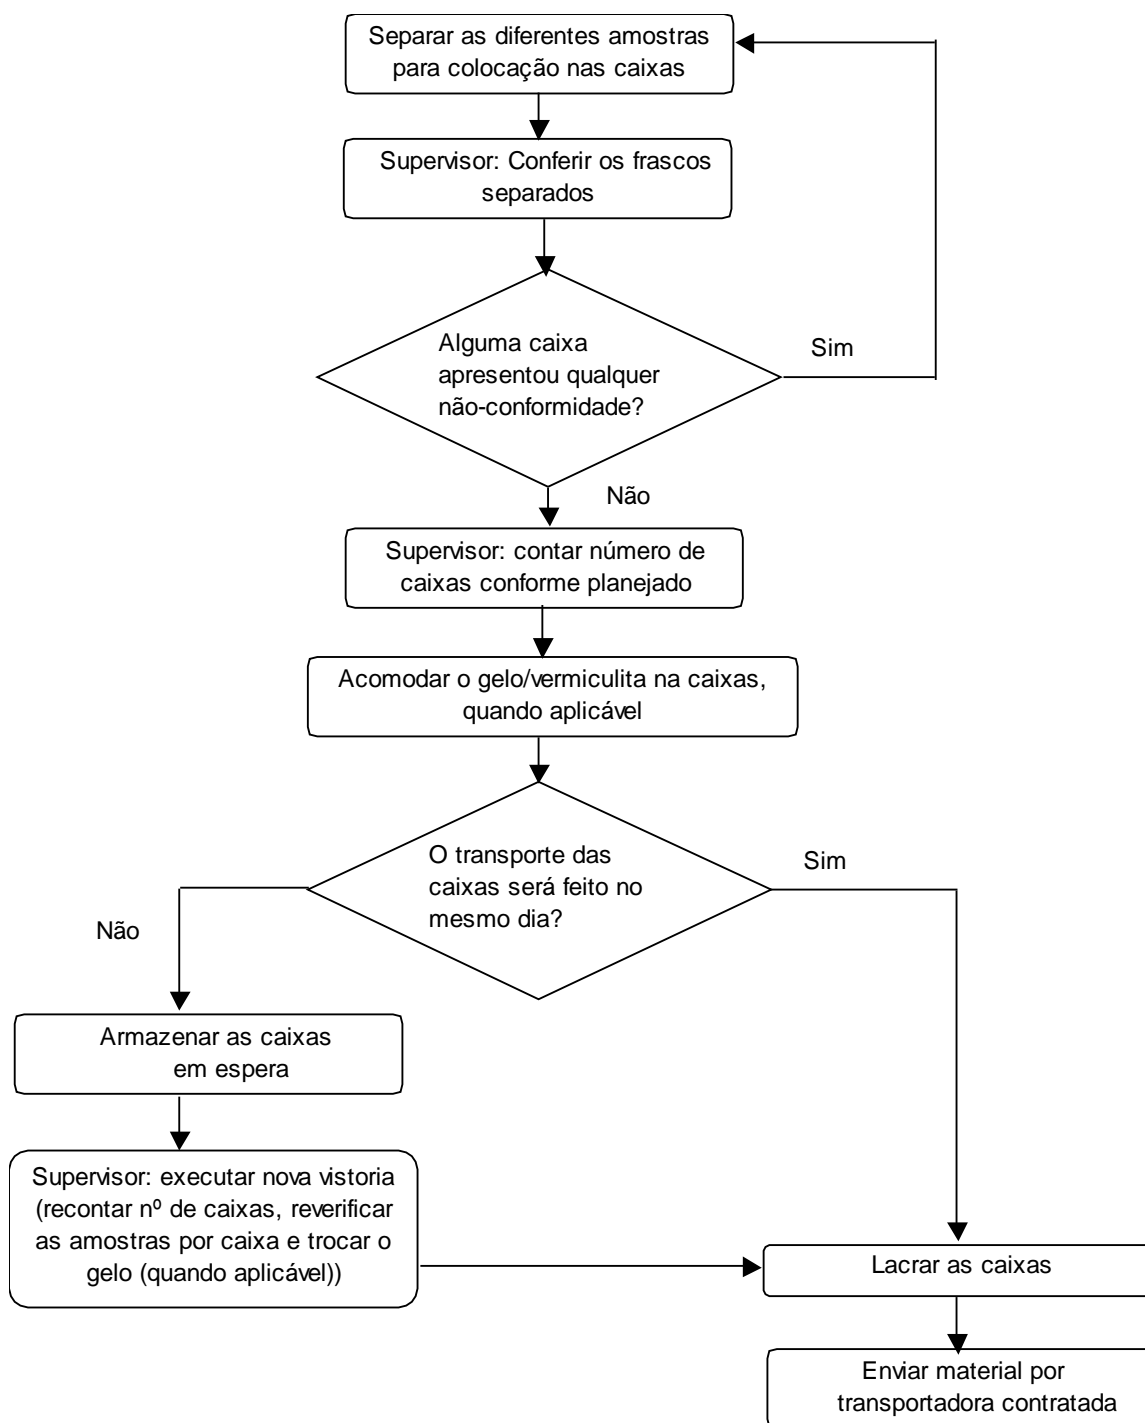 Separar as diferentes amostras
para colocação nas caixas
Supervisor: Conferir os frascos
separados
Alguma caixa
apresentou qualquer
não-conformidade?
Sim
Não
Supervisor: contar número de
caixas conforme planejado
Acomodar o gelo/vermiculita na caixas,
quando aplicável
O transporte das
caixas será feito no
mesmo dia?
Sim
Não
Armazenar as caixas
em espera
Supervisor: executar nova vistoria
(recontar nº de caixas, reverificar
as amostras por caixa e trocar o
gelo (quando aplicável))
Lacrar as caixas
Enviar material por
transportadora contratada